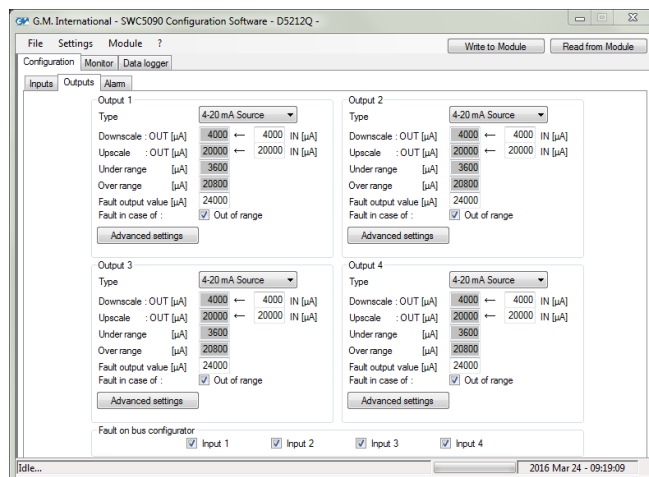 G.M. International - SWC5090 Configuration Software - D5212Q -
File Settings Module ? Write to Module Read from Module
Configuration Monitor Data logger
Inputs Outputs Alarm
Output 1
Type 4-20 mA Source
Downscale : OUT [µA] 4000 ← 4000 IN [µA]
Upscale : OUT [µA] 20000 ← 20000 IN [µA]
Under range [µA] 3600
Over range [µA] 20800
Fault output value [µA] 24000
Fault in case of : Out of range
Advanced settings
Output 2
Type 4-20 mA Source
Downscale : OUT [µA] 4000 ← 4000 IN [µA]
Upscale : OUT [µA] 20000 ← 20000 IN [µA]
Under range [µA] 3600
Over range [µA] 20800
Fault output value [µA] 24000
Fault in case of : Out of range
Advanced settings
Output 3
Type 4-20 mA Source
Downscale : OUT [µA] 4000 ← 4000 IN [µA]
Upscale : OUT [µA] 20000 ← 20000 IN [µA]
Under range [µA] 3600
Over range [µA] 20800
Fault output value [µA] 24000
Fault in case of : Out of range
Advanced settings
Output 4
Type 4-20 mA Source
Downscale : OUT [µA] 4000 ← 4000 IN [µA]
Upscale : OUT [µA] 20000 ← 20000 IN [µA]
Under range [µA] 3600
Over range [µA] 20800
Fault output value [µA] 24000
Fault in case of : Out of range
Advanced settings
Fault on bus configurator
Input 1 Input 2 Input 3 Input 4
Idle... 2016 Mar 24 - 09:19:09